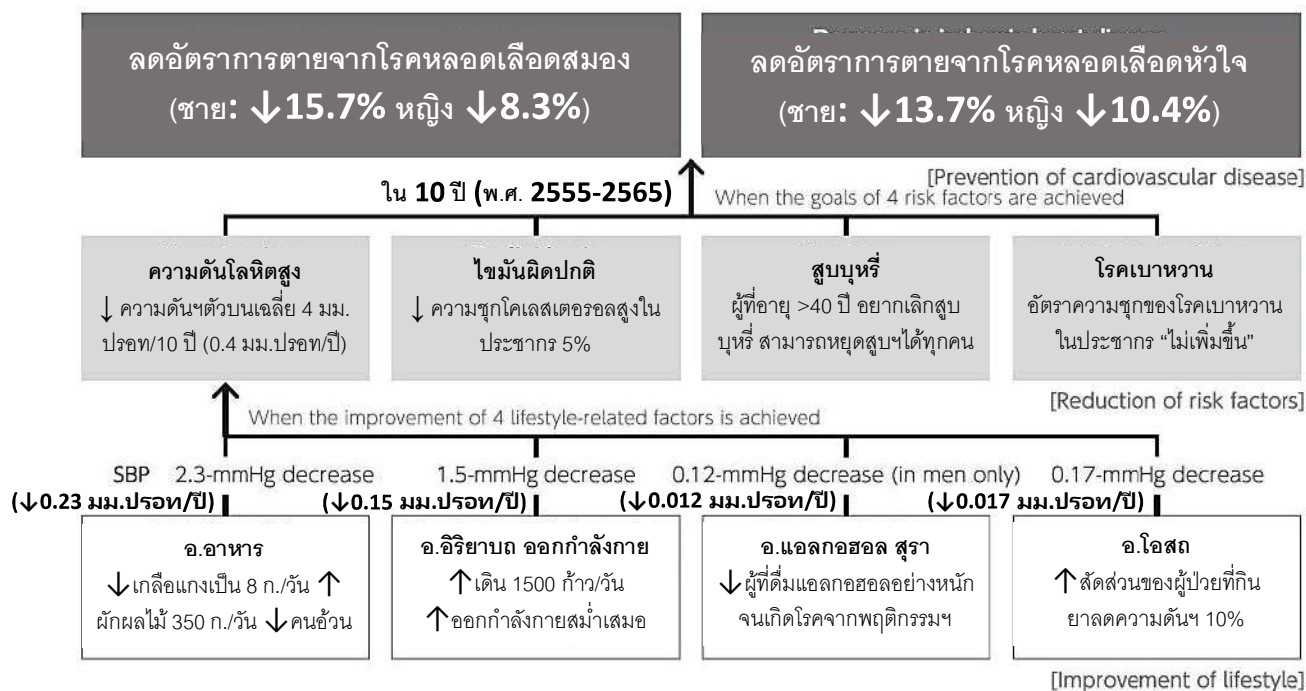 ลดอัตราการตายจากโรคหลอดเลือดสมอง
(ชาย: ↓15.7% หญิง ↓8.3%)
ลดอัตราการตายจากโรคหลอดเลือดหัวใจ
(ชาย: ↓13.7% หญิง ↓10.4%)
[Prevention of cardiovascular disease]
ใน 10 ปี (พ.ศ. 2555-2565)
When the goals of 4 risk factors are achieved
ความดันโลหิตสูง
↓ ความดันฯตัวบนเฉลี่ย 4 มม.
ปรอท/10 ปี (0.4 มม.ปรอท/ปี)
ไขมันผิดปกติ
↓ ความชุกโคเลสเตอรอลสูงใน
ประชากร 5%
สูบบุหรี่
ผู้ที่อายุ >40 ปี อยากเลิกสูบ
บุหรี่ สามารถหยุดสูบฯได้ทุกคน
โรคเบาหวาน
อัตราความชุกของโรคเบาหวาน
ในประชากร “ไม่เพิ่มขึ้น”
[Reduction of risk factors]
When the improvement of 4 lifestyle-related factors is achieved
SBP 2.3-mmHg decrease
(↓0.23 มม.ปรอท/ปี)
1.5-mmHg decrease
(↓0.15 มม.ปรอท/ปี)
0.12-mmHg decrease (in men only)
(↓0.012 มม.ปรอท/ปี)
0.17-mmHg decrease
(↓0.017 มม.ปรอท/ปี)
อ.อาหาร
↓เกลือแกงเป็น 8 ก./วัน ↑
ผักผลไม้ 350 ก./วัน ↓คนอ้วน
อ.อิริยาบถ ออกกำลังกาย
↑เดิน 1500 ก้าว/วัน
↑ออกกำลังกายสม่ำเสมอ
อ.แอลกอฮอล สุรา
↓ผู้ที่ดื่มแอลกอฮอลอย่างหนัก
จนเกิดโรคจากพฤติกรรมฯ
อ.โอสถ
↑สัดส่วนของผู้ป่วยที่กิน
ยาลดความดันฯ 10%
[Improvement of lifestyle]